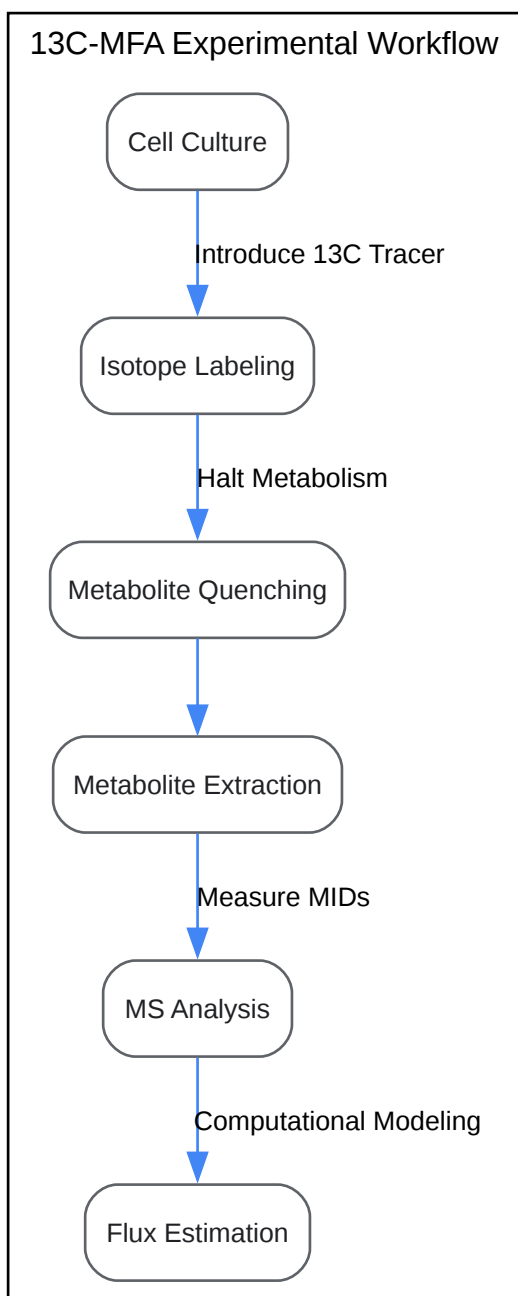 13C-MFA Experimental Workflow
Cell Culture
Introduce 13C Tracer
Isotope Labeling
Halt Metabolism
Metabolite Quenching
Metabolite Extraction
Measure MIDs
MS Analysis
Computational Modeling
Flux Estimation